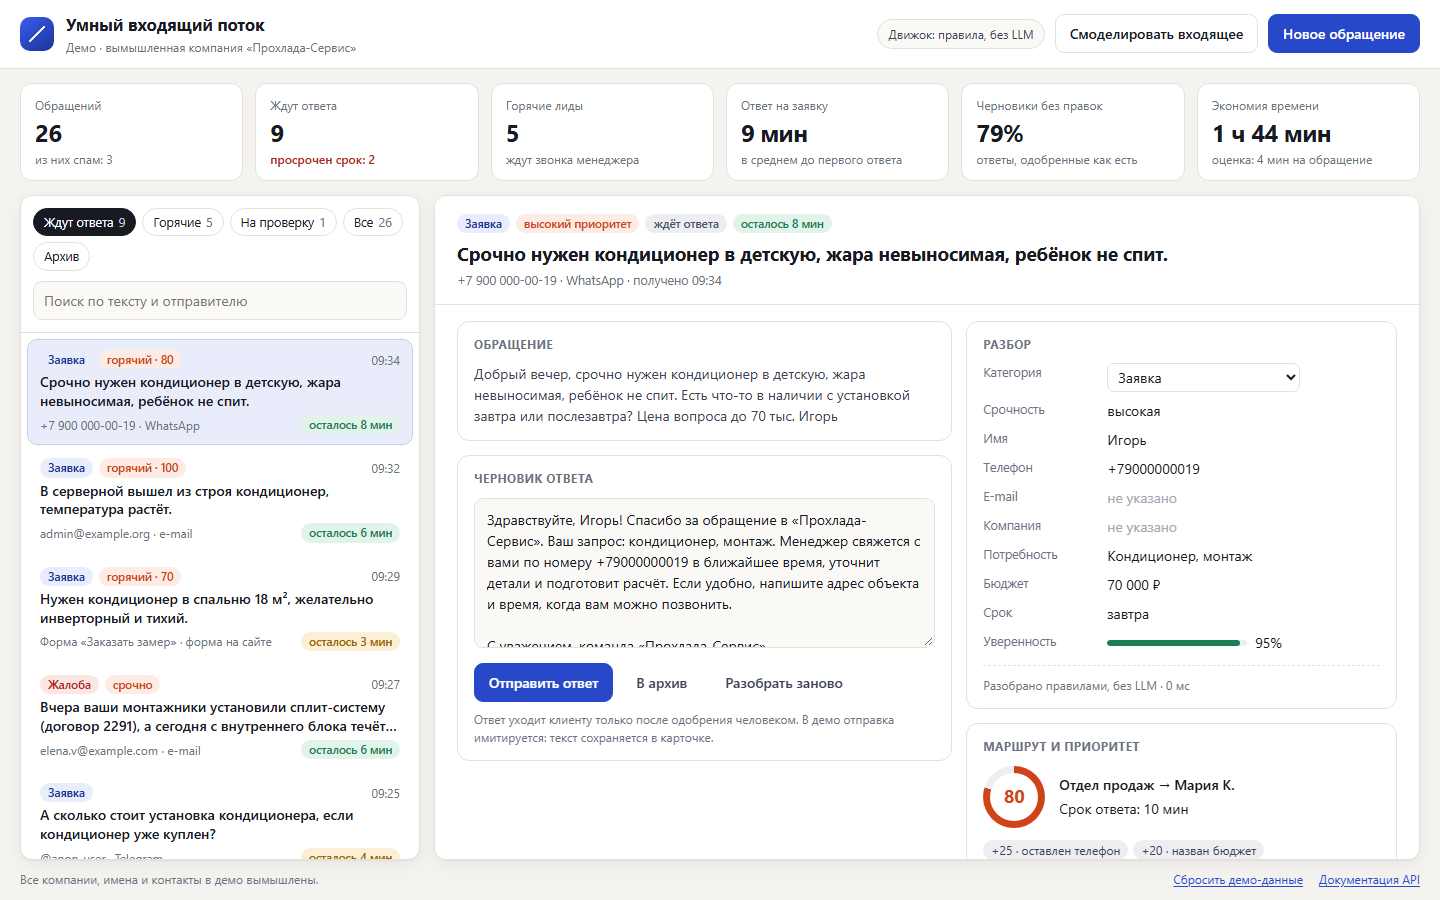 Умный входящий поток
Демо · вымышленная компания «Прохлада-Сервис»
Движок: правила, без LLM
Смоделировать входящее
Новое обращение
Обращений
26
из них спам: 3
Ждут ответа
9
просрочен срок: 2
Горячие лиды
5
ждут звонка менеджера
Ответ на заявку
9 мин
в среднем до первого ответа
Черновики без правок
79%
ответы, одобренные как есть
Экономия времени
1 ч 44 мин
оценка: 4 мин на обращение
Ждут ответа 9
Горячие 5
На проверку 1
Все 26
Архив
Поиск по тексту и отправителю
Заявка горячий · 80 09:34
Срочно нужен кондиционер в детскую, жара
невыносимая, ребёнок не спит.
+7 900 000-00-19 · WhatsApp осталось 8 мин
Заявка горячий · 100 09:32
В серверной вышел из строя кондиционер,
температура растёт.
admin@example.org · e-mail осталось 6 мин
Заявка горячий · 70 09:29
Нужен кондиционер в спальню 18 м², желательно
инверторный и тихий.
Форма «Заказать замер» · форма на сайте осталось 3 мин
Жалоба срочно 09:27
Вчера ваши монтажники установили сплит-систему
(договор 2291), а сегодня с внутреннего блока течёт...
elena.v@example.com · e-mail осталось 6 мин
Заявка 09:25
А сколько стоит установка кондиционера, если
кондиционер уже куплен?
@anon_user · Telegram осталось 4 мин
Заявка высокий приоритет ждёт ответа осталось 8 мин
Срочно нужен кондиционер в детскую, жара невыносимая, ребёнок не спит.
+7 900 000-00-19 · WhatsApp · получено 09:34
ОБРАЩЕНИЕ
Добрый вечер, срочно нужен кондиционер в детскую, жара
невыносимая, ребёнок не спит. Есть что-то в наличии с установкой
завтра или послезавтра? Цена вопроса до 70 тыс. Игорь
ЧЕРНОВИК ОТВЕТА
Здравствуйте, Игорь! Спасибо за обращение в «Прохлада-
Сервис». Ваш запрос: кондиционер, монтаж. Менеджер свяжется с
вами по номеру +79000000019 в ближайшее время, уточнит
детали и подготовит расчёт. Если удобно, напишите адрес объекта
и время, когда вам можно позвонить.
С уважением, команда «Прохлада-Сервис»
Отправить ответ
В архив
Разобрать заново
Ответ уходит клиенту только после одобрения человеком. В демо отправка
имитируется: текст сохраняется в карточке.
РАЗБОР
Категория Заявка
Срочность высокая
Имя Игорь
Телефон +79000000019
E-mail не указано
Компания не указано
Потребность Кондиционер, монтаж
Бюджет 70 000 ₽
Срок завтра
Уверенность 95%
Разобрано правилами, без LLM · 0 мс
МАРШРУТ И ПРИОРИТЕТ
80
Отдел продаж → Мария К.
Срок ответа: 10 мин
+25 · оставлен телефон
+20 · назван бюджет
Все компании, имена и контакты в демо вымышлены.
Сбросить демо-данные
Документация API